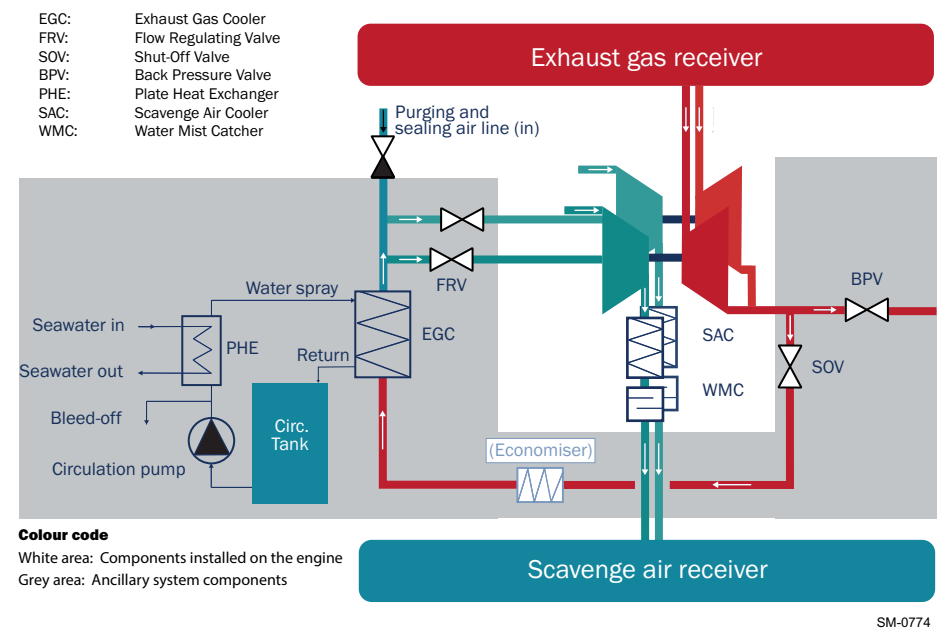 EGC: Exhaust Gas Cooler
FRV: Flow Regulating Valve
SOV: Shut-Off Valve
BPV: Back Pressure Valve
PHE: Plate Heat Exchanger
SAC: Scavenge Air Cooler
WMC: Water Mist Catcher
Exhaust gas receiver
Purging and
sealing air line (in)
FRV
BPV
Water spray
Seawater in
PHE
EGC
SAC
Return
Seawater out
SOV
WMC
Bleed-off
Circ.
Tank
(Economiser)
Circulation pump
Colour code
White area: Components installed on the engine
Grey area: Ancillary system components
Scavenge air receiver
SM-0774